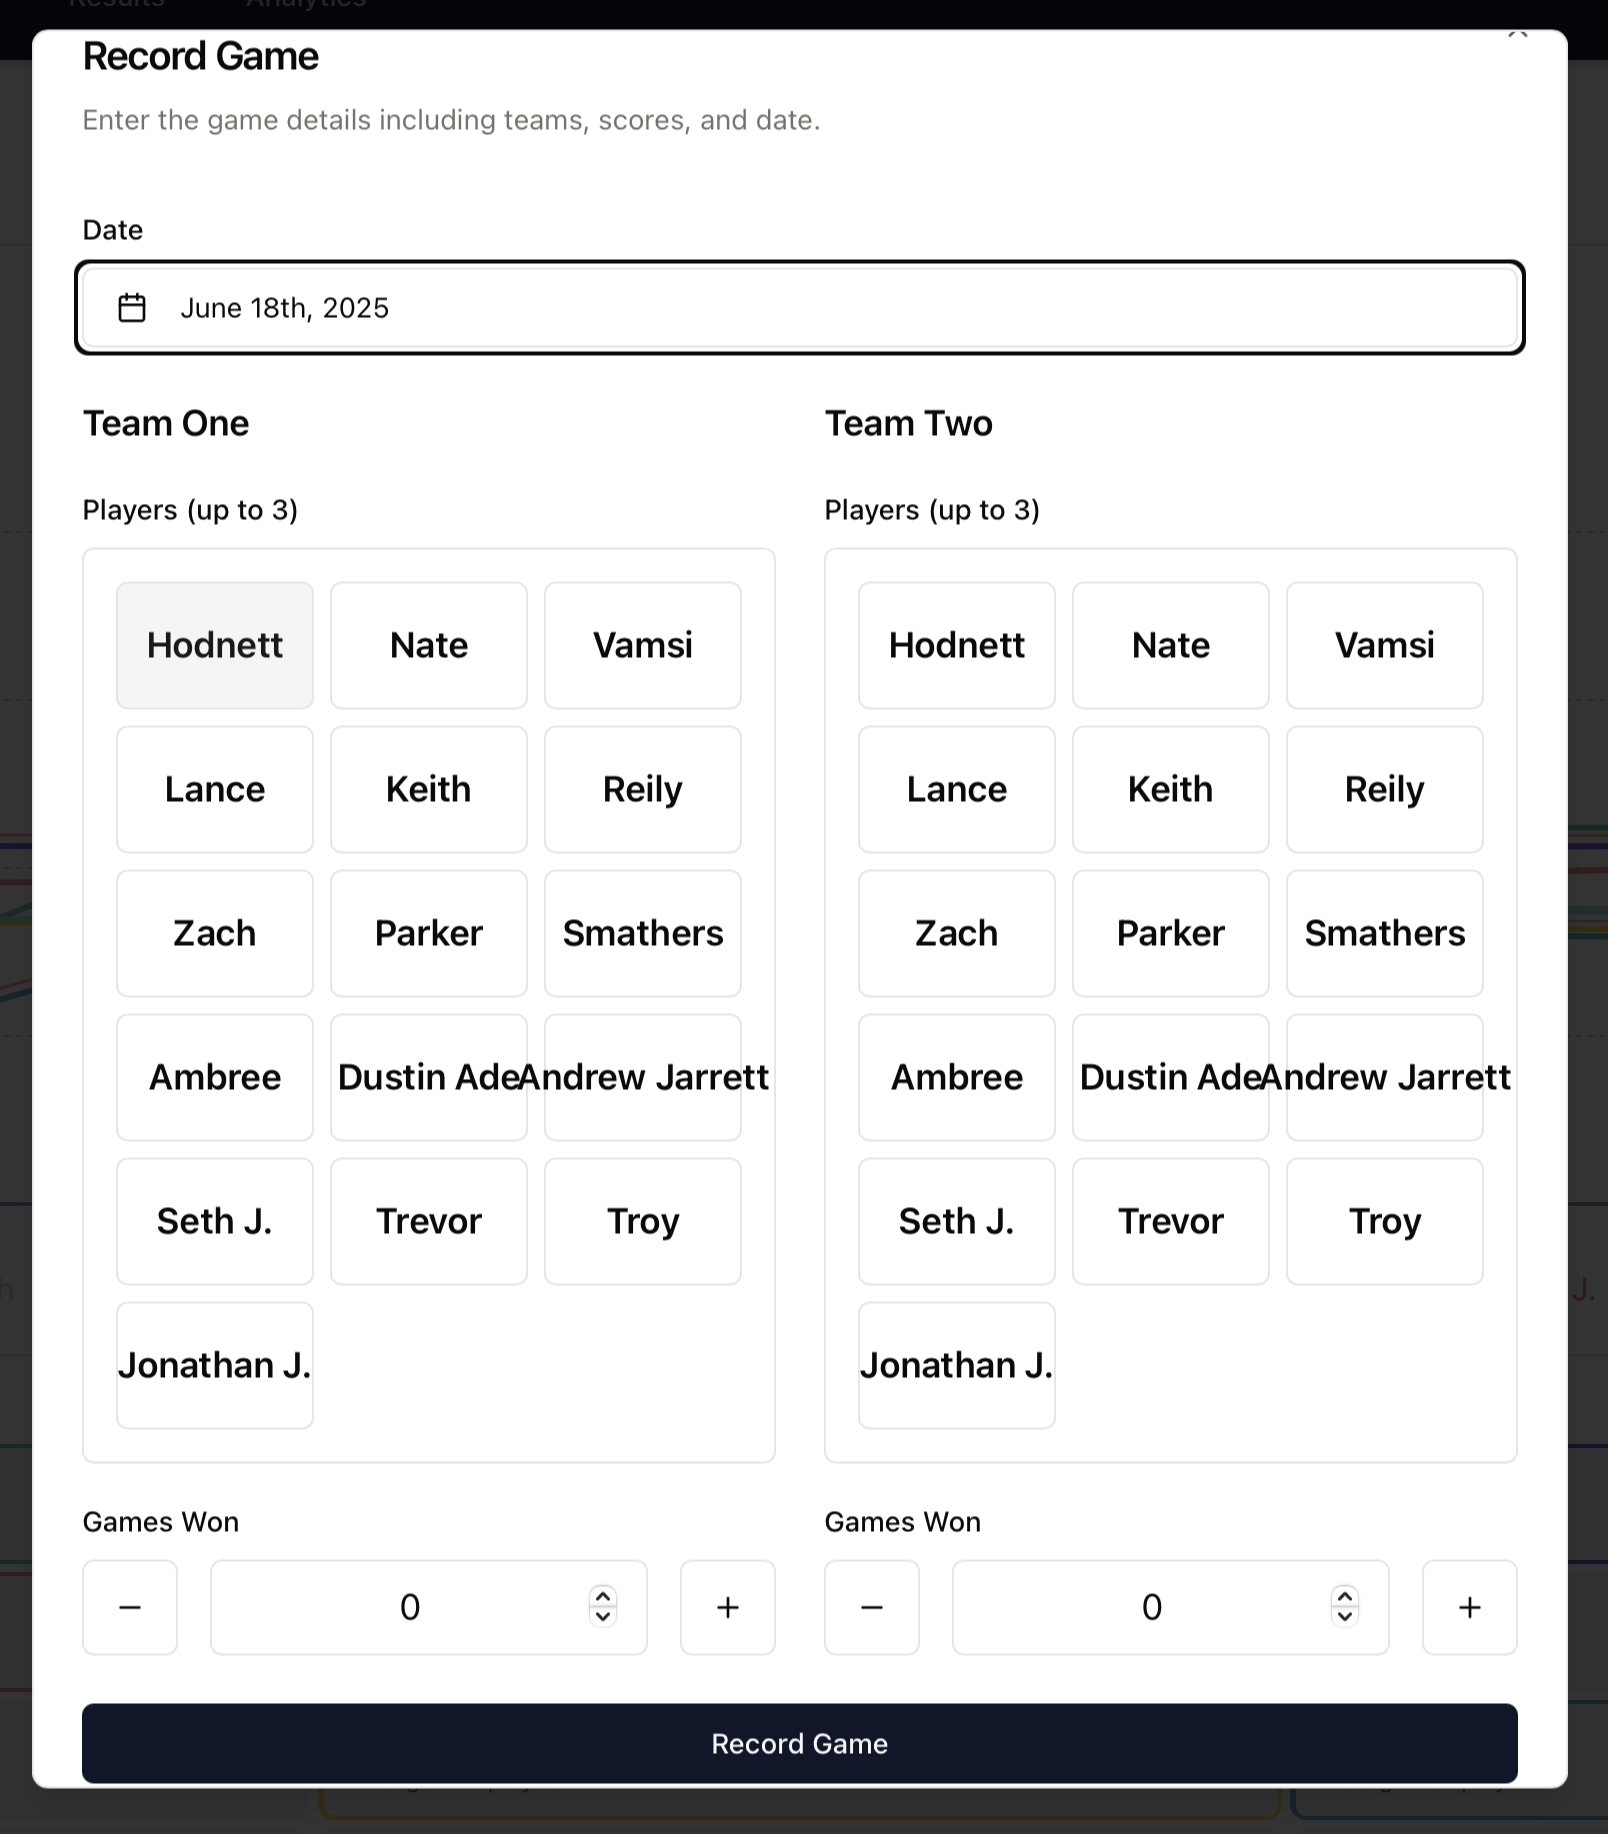 Results Analytics
Record Game
Enter the game details including teams, scores, and date.
Date
June 18th, 2025
Team One
Players (up to 3)
Hodnett Nate Vamsi
Lance Keith Reily
Zach Parker Smathers
Ambree Dustin Ade Andrew Jarrett
Seth J. Trevor Troy
Jonathan J.
Games Won
0
Team Two
Players (up to 3)
Hodnett Nate Vamsi
Lance Keith Reily
Zach Parker Smathers
Ambree Dustin Ade Andrew Jarrett
Seth J. Trevor Troy
Jonathan J.
Games Won
0
Record Game
J.